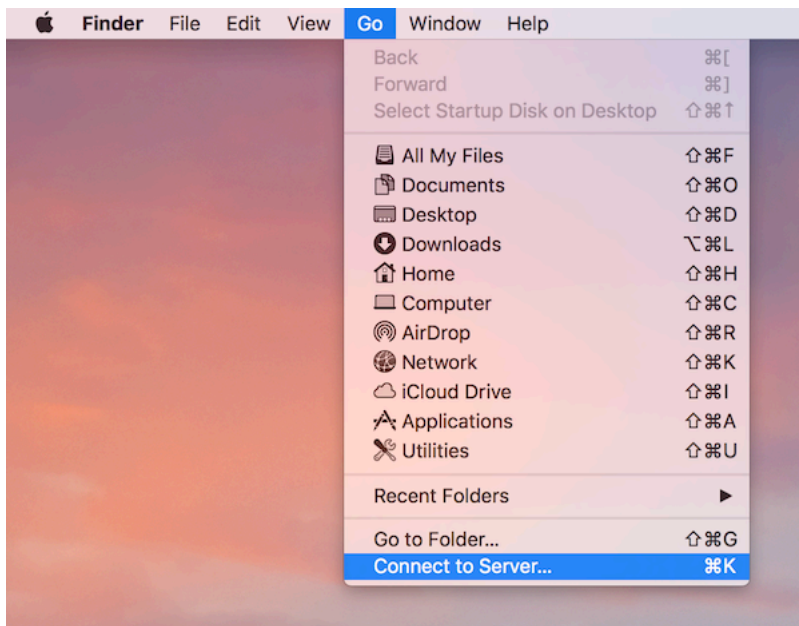 Finder File Edit View Go Window Help
Back ⌘[
Forward ⌘]
Select Startup Disk on Desktop ⇧⌘↑
All My Files ⇧⌘F
Documents ⇧⌘O
Desktop ⇧⌘D
Downloads ⌥⌘L
Home ⇧⌘H
Computer ⇧⌘C
AirDrop ⇧⌘R
Network ⇧⌘K
iCloud Drive ⇧⌘I
Applications ⇧⌘A
Utilities ⇧⌘U
Recent Folders ▶
Go to Folder... ⇧⌘G
Connect to Server... ⌘K